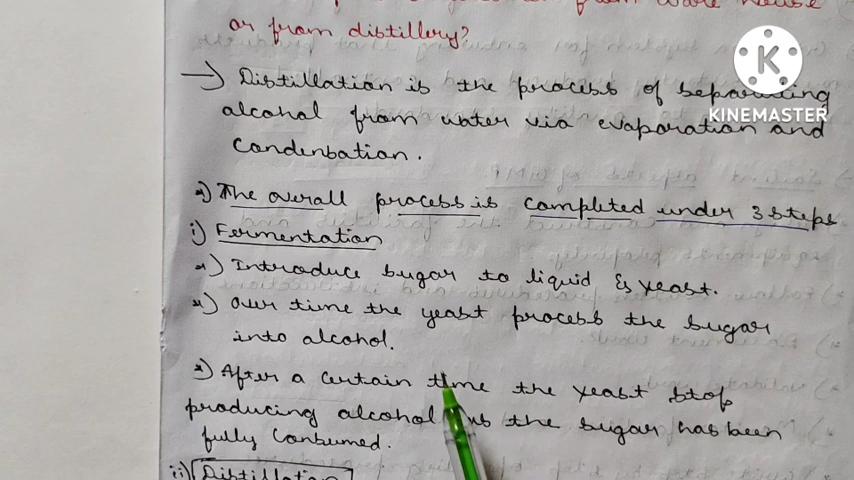 from ware house
or from distillery?
→ Distillation is the process of separating
alcohol from water via evaporation and
Condensation.
*) The overall process is completed under 3 steps
i) Fermentation
*) Introduce sugar to liquid & yeast.
*) Over time the yeast process the sugar
into alcohol.
*) After a certain time the yeast stop
producing alcohol as the sugar has been
fully Consumed.
ii) Distillation
K
KINEMASTER